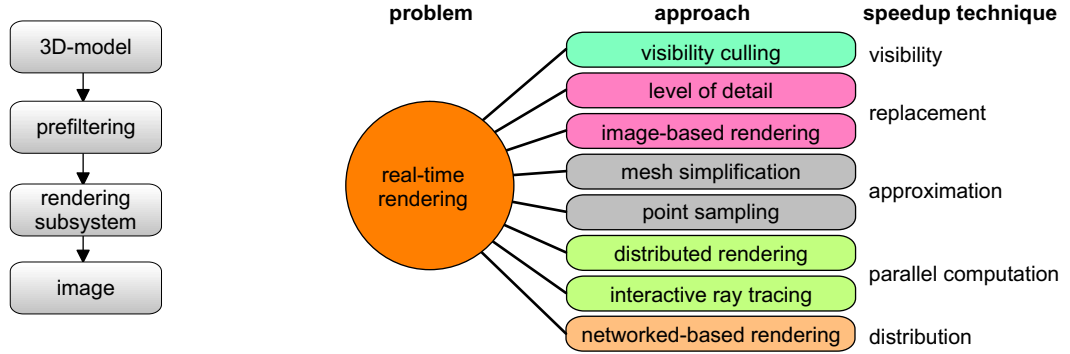 3D-model
prefiltering
rendering
subsystem
image
problem
approach
speedup technique
real-time
rendering
visibility culling
visibility
level of detail
image-based rendering
replacement
mesh simplification
point sampling
approximation
distributed rendering
interactive ray tracing
parallel computation
networked-based rendering
distribution